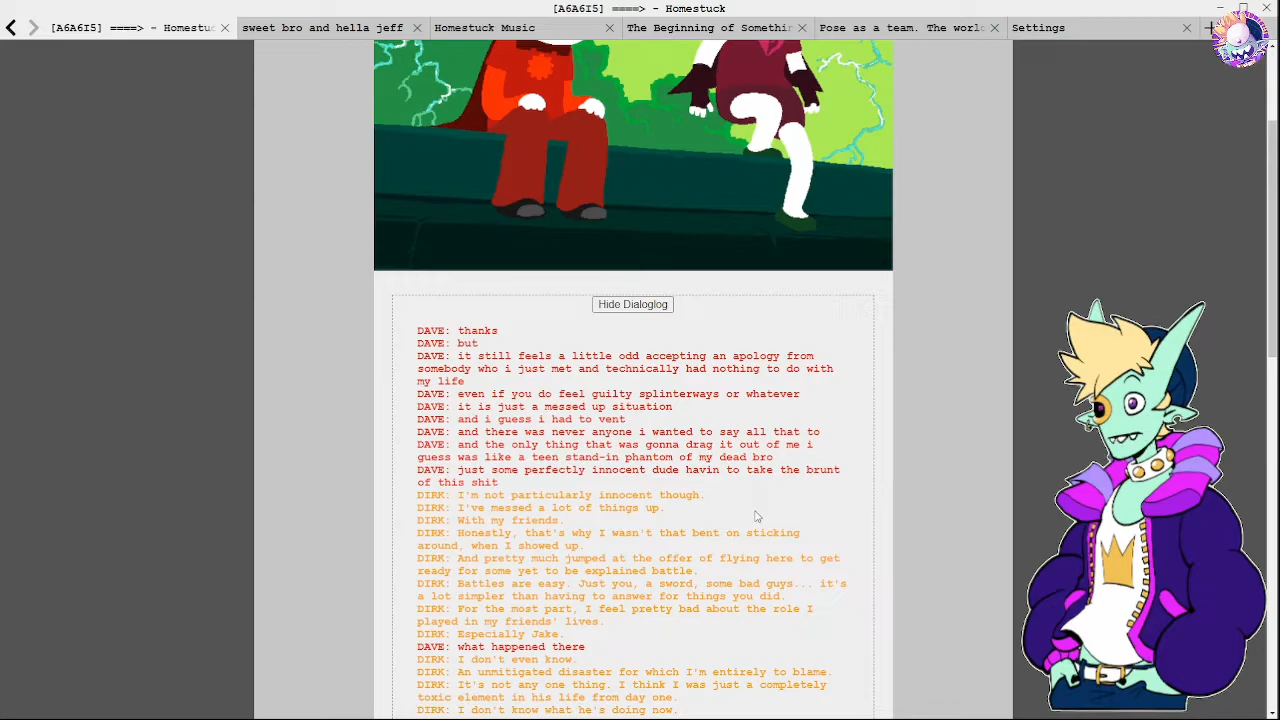 [A6A6I5] ====> - Homestuck
[A6A6I5] ====> - Homestuc
sweet bro and hella jeff
Homestuck Music
The Beginning of Somethir
Pose as a team. The worl
Settings
Hide Dialoglog
DAVE: thanks
DAVE: but
DAVE: it still feels a little odd accepting an apology from
somebody who i just met and technically had nothing to do with
my life
DAVE: even if you do feel guilty splinterways or whatever
DAVE: it is just a messed up situation
DAVE: and i guess i had to vent
DAVE: and there was never anyone i wanted to say all that to
DAVE: and the only thing that was gonna drag it out of me i
guess was like a teen stand-in phantom of my dead bro
DAVE: just some perfectly innocent dude havin to take the brunt
of this shit
DIRK: I'm not particularly innocent though.
DIRK: I've messed a lot of things up.
DIRK: With my friends.
DIRK: Honestly, that's why I wasn't that bent on sticking
around, when I showed up.
DIRK: And pretty much jumped at the offer of flying here to get
ready for some yet to be explained battle.
DIRK: Battles are easy. Just you, a sword, some bad guys... it's
a lot simpler than having to answer for things you did.
DIRK: For the most part, I feel pretty bad about the role I
played in my friends' lives.
DIRK: Especially Jake.
DAVE: what happened there
DIRK: I don't even know.
DIRK: An unmitigated disaster for which I'm entirely to blame.
DIRK: It's not any one thing. I think I was just a completely
toxic element in his life from day one.
DIRK: I don't know what he's doing now.